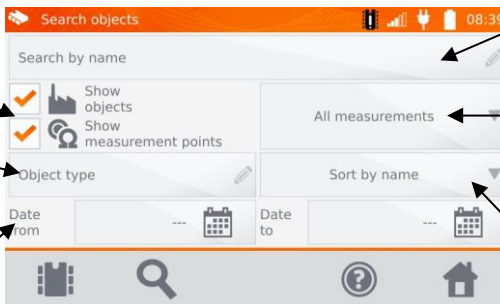 Search objects
08:39
Search by name
Show
objects
Show
measurement points
All measurements
Object type
Sort by name
Date
from
---
Date
to
---
?